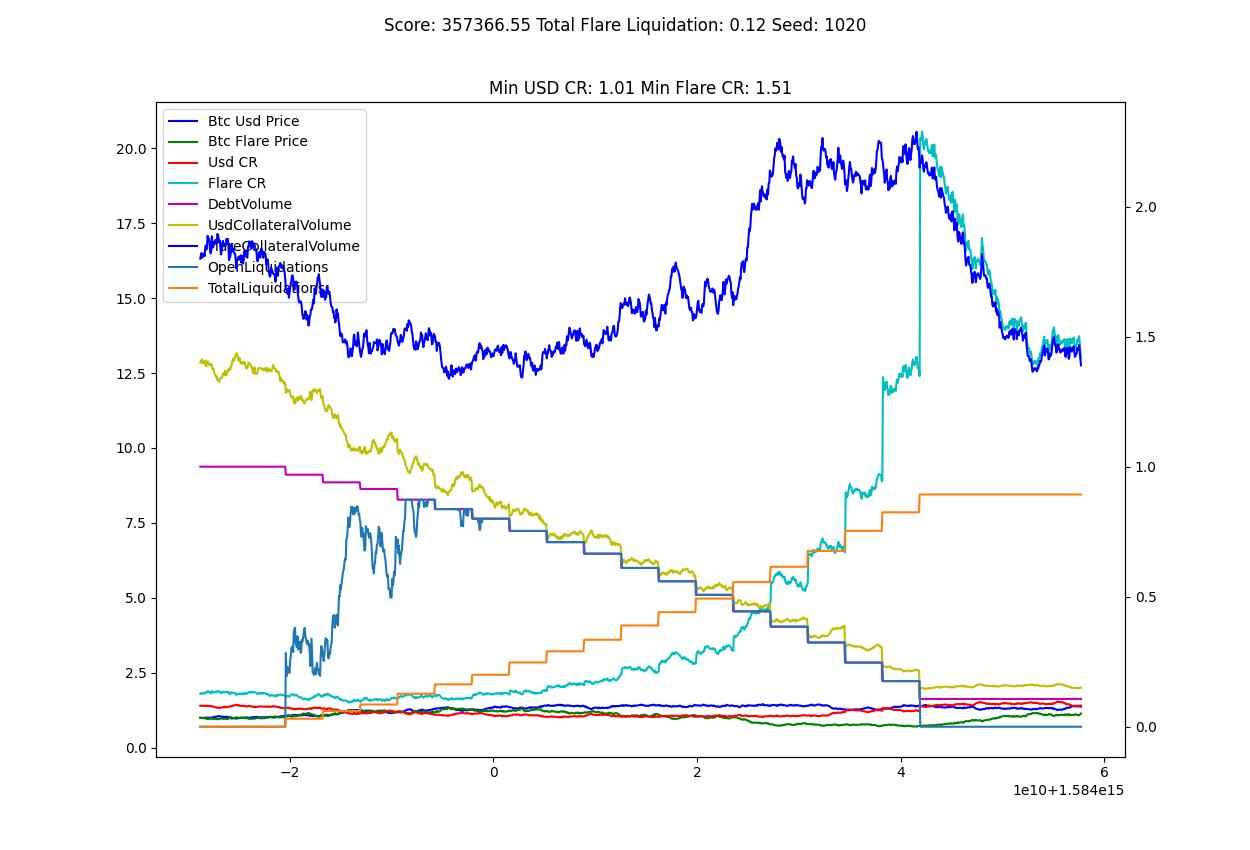 Score: 357366.55 Total Flare Liquidation: 0.12 Seed: 1020
Min USD CR: 1.01 Min Flare CR: 1.51
Btc Usd Price
Btc Flare Price
Usd CR
Flare CR
DebtVolume
UsdCollateralVolume
FlareCollateralVolume
OpenLiquidations
TotalLiquidations
20.0
17.5
15.0
12.5
10.0
7.5
5.0
2.5
0.0
2.0
1.5
1.0
0.5
0.0
−2
0
2
4
6
1e10+1.584e15